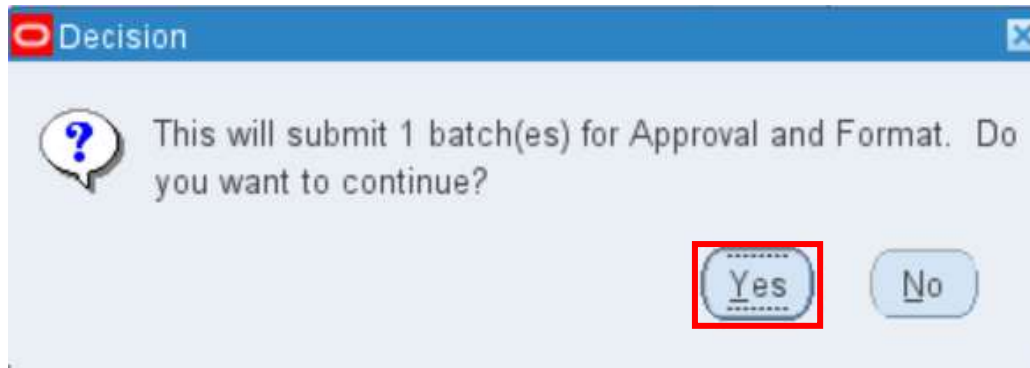 Decision
This will submit 1 batch(es) for Approval and Format.  Do
you want to continue?
Yes
No